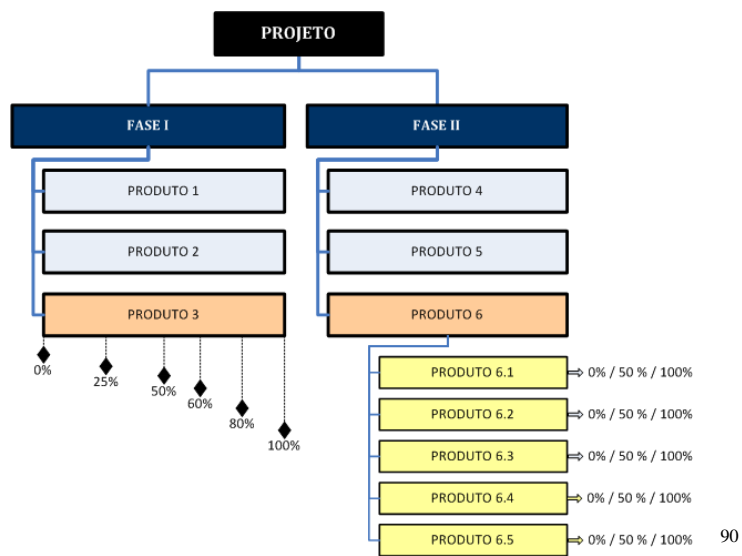 PROJETO
FASE I
FASE II
PRODUTO 1
PRODUTO 4
PRODUTO 2
PRODUTO 5
PRODUTO 3
PRODUTO 6
0%
25%
50%
60%
80%
100%
PRODUTO 6.1
0% / 50 % / 100%
PRODUTO 6.2
0% / 50 % / 100%
PRODUTO 6.3
0% / 50 % / 100%
PRODUTO 6.4
0% / 50 % / 100%
PRODUTO 6.5
0% / 50 % / 100%
90